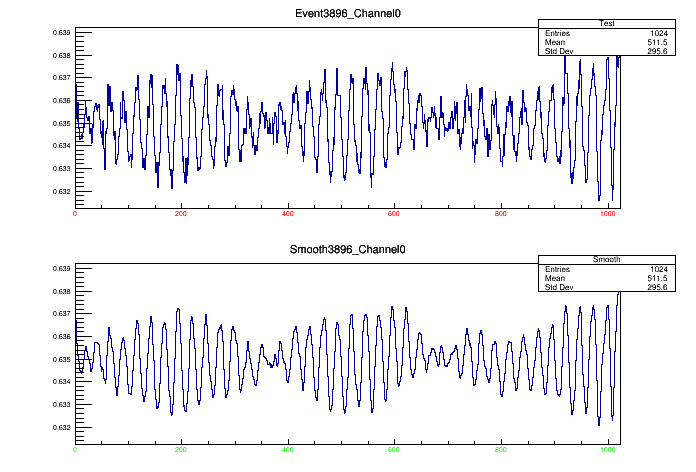 Event3896_Channel0
Test
Entries 1024
Mean 511.5
Std Dev 295.6
0.639
0.638
0.637
0.636
0.635
0.634
0.633
0.632
0 200 400 600 800 1000
Smooth3896_Channel0
Smooth
Entries 1024
Mean 511.5
Std Dev 295.6
0.639
0.638
0.637
0.636
0.635
0.634
0.633
0.632
0 200 400 600 800 1000